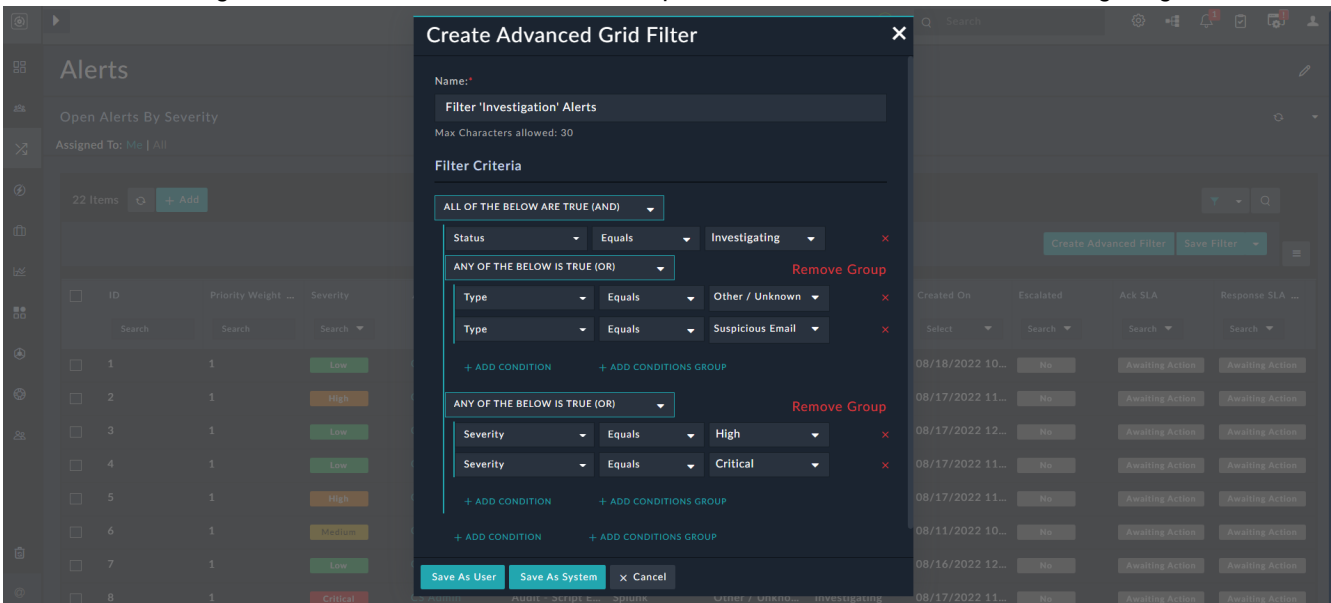 Create Advanced Grid Filter
Search
Alerts
Name:*
Filter 'Investigation' Alerts
Open Alerts By Severity
Max Characters allowed: 30
Assigned To: Me | All
Filter Criteria
22 Items + Add
ALL OF THE BELOW ARE TRUE (AND)
Status Equals Investigating ×
Create Advanced Filter Save Filter
ANY OF THE BELOW IS TRUE (OR) Remove Group
ID Priority Weight ... Severity Created On Escalated Ack SLA Response SLA ...
Type Equals Other / Unknown ×
Search Search Search Select Search Search Search
Type Equals Suspicious Email ×
1 1 Low 08/18/2022 10... No Awaiting Action Awaiting Action
+ ADD CONDITION + ADD CONDITIONS GROUP
2 1 High 08/17/2022 11... No Awaiting Action Awaiting Action
ANY OF THE BELOW IS TRUE (OR) Remove Group
3 1 Low 08/17/2022 12... No Awaiting Action Awaiting Action
Severity Equals High ×
4 1 Low 08/17/2022 11... No Awaiting Action Awaiting Action
Severity Equals Critical ×
5 1 High 08/17/2022 11... No Awaiting Action Awaiting Action
+ ADD CONDITION + ADD CONDITIONS GROUP
6 1 Medium 08/11/2022 10... No Awaiting Action Awaiting Action
+ ADD CONDITION + ADD CONDITIONS GROUP
7 1 Low 08/16/2022 12... No Awaiting Action Awaiting Action
Save As User Save As System × Cancel
8 1 Critical CS Admin Audit - Script E... Splunk Other / Unkno... Investigating 08/17/2022 11... No Awaiting Action Awaiting Action